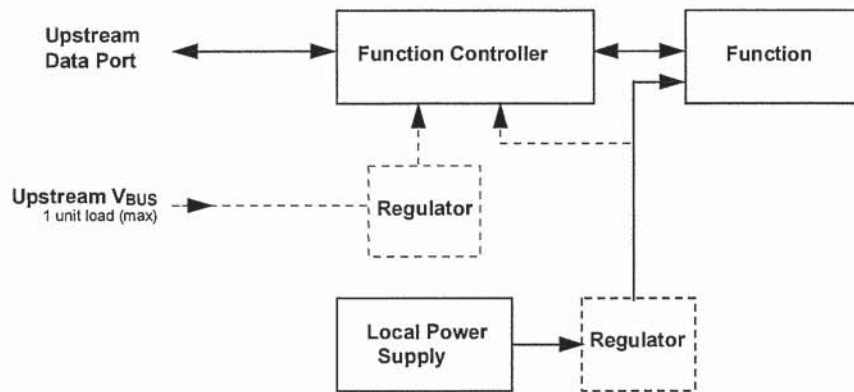 Upstream
Data Port
Function Controller
Function
Upstream VBUS
1 unit load (max)
Regulator
Local Power
Supply
Regulator